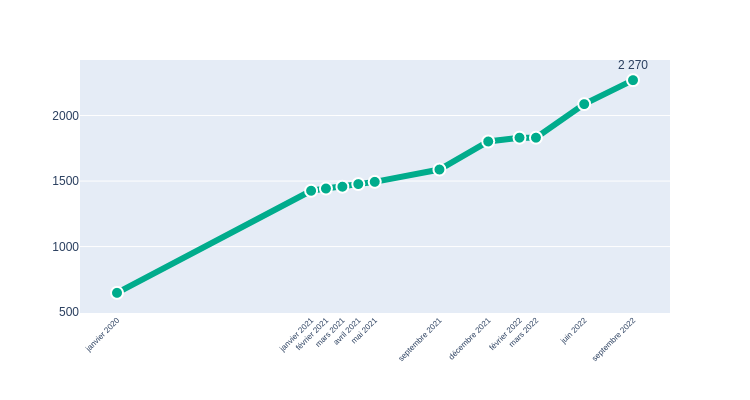 2 270
2000
1500
1000
500
janvier 2020
janvier 2021
février 2021
mars 2021
avril 2021
mai 2021
septembre 2021
décembre 2021
février 2022
mars 2022
juin 2022
septembre 2022